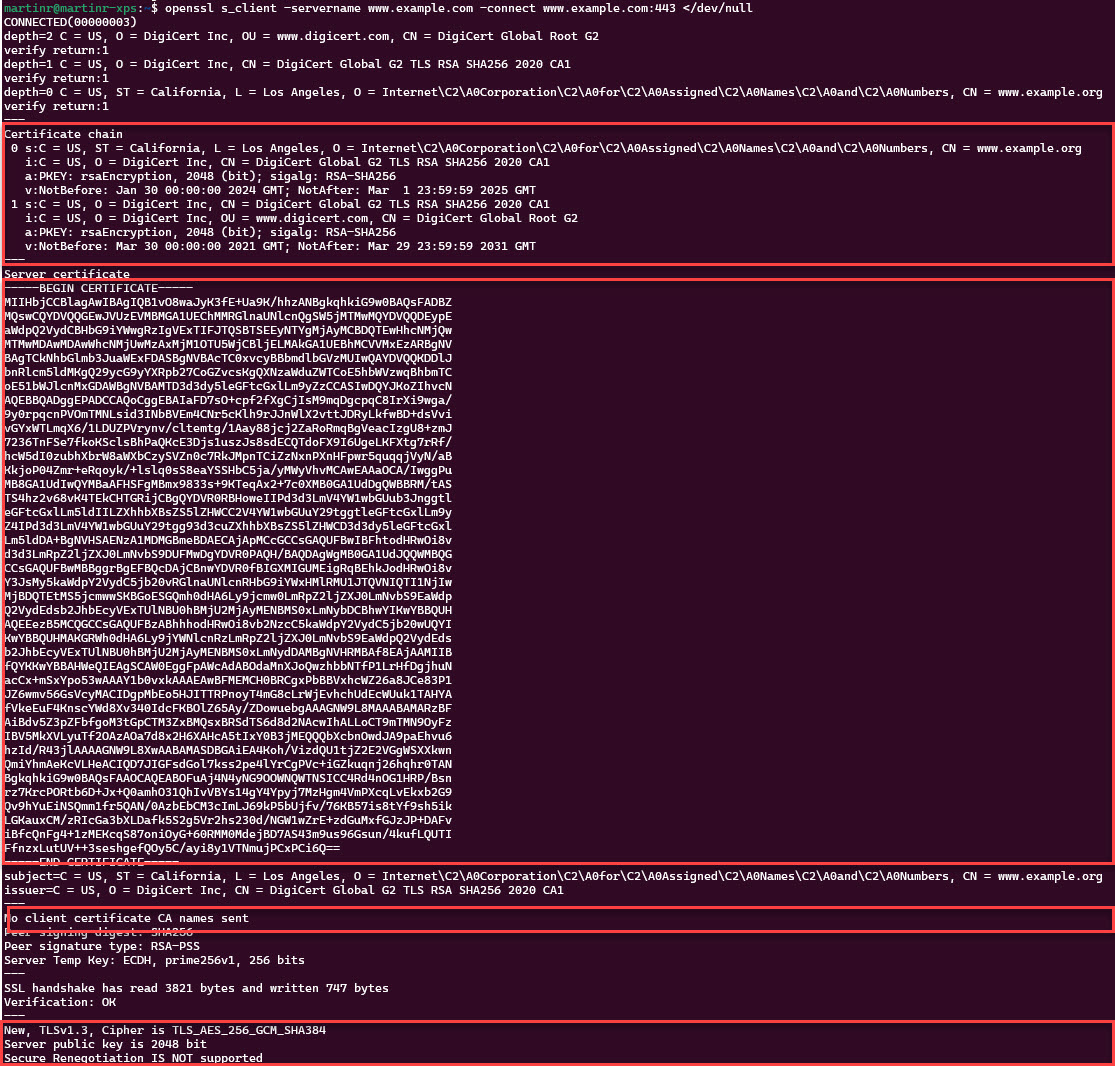 martinr@martinr-xps:~$ openssl s_client -servername www.example.com -connect www.example.com:443 </dev/null
CONNECTED(00000003)
depth=2 C = US, O = DigiCert Inc, OU = www.digicert.com, CN = DigiCert Global Root G2
verify return:1
depth=1 C = US, O = DigiCert Inc, CN = DigiCert Global G2 TLS RSA SHA256 2020 CA1
verify return:1
depth=0 C = US, ST = California, L = Los Angeles, O = Internet\C2\A0Corporation\C2\A0for\C2\A0Assigned\C2\A0Names\C2\A0and\C2\A0Numbers, CN = www.example.org
verify return:1
---
Certificate chain
 0 s:C = US, ST = California, L = Los Angeles, O = Internet\C2\A0Corporation\C2\A0for\C2\A0Assigned\C2\A0Names\C2\A0and\C2\A0Numbers, CN = www.example.org
   i:C = US, O = DigiCert Inc, CN = DigiCert Global G2 TLS RSA SHA256 2020 CA1
   a:PKEY: rsaEncryption, 2048 (bit); sigalg: RSA-SHA256
   v:NotBefore: Jan 30 00:00:00 2024 GMT; NotAfter: Mar  1 23:59:59 2025 GMT
 1 s:C = US, O = DigiCert Inc, CN = DigiCert Global G2 TLS RSA SHA256 2020 CA1
   i:C = US, O = DigiCert Inc, OU = www.digicert.com, CN = DigiCert Global Root G2
   a:PKEY: rsaEncryption, 2048 (bit); sigalg: RSA-SHA256
   v:NotBefore: Mar 30 00:00:00 2021 GMT; NotAfter: Mar 29 23:59:59 2031 GMT
---
Server certificate
-----BEGIN CERTIFICATE-----
MIIHbjCCBlagAwIBAgIQB1vO8waJyK3fE+Ua9K/hhzANBgkqhkiG9w0BAQsFADBZ
MQswCQYDVQQGEwJVUzEVMBMGA1UEChMMRGlnaUNlcnQgSW5jMTMwMQYDVQQDEypE
aWdpQ2VydCBHbG9iYWwgRzIgVExTIFJTQSBTSEEyNTYgMjAyMCBDQTEwHhcNMjQw
MTMwMDAwMDAwWhcNMjUwMzAxMjM1OTU5WjCBljELMAkGA1UEBhMCVVMxEzARBgNV
BAgTCkNhbGlmb3JuaWExFDASBgNVBAcTC0xvcyBBbmdlbGVzMUIwQAYDVQQKDDlJ
bnRlcm5ldMKgQ29ycG9yYXRpb27CoGZvcsKgQXNzaWduZWTCoE5hbWVzwqBhbmTC
oE51bWJlcnMxGDAWBgNVBAMTD3d3dy5leGFtcGxlLm9yZzCCASIwDQYJKoZIhvcN
AQEBBQADggEPADCCAQoCggEBAIaFD7sO+cpf2fXgCjIsM9mqDgcpqC8IrXi9wga/
9y0rpqcnPVOmTMNLsid3INbBVEm4CNr5cKlh9rJJnWlX2vttJDRyLkfwBD+dsVvi
vGYxWTLmqX6/1LDUZPVrynv/cltemtg/1Aay88jcj2ZaRoRmqBgVeacIzgU8+zmJ
7236TnFSe7fkoKSclsBhPaQKcE3Djs1uszJs8sdECQTdoFX9I6UgeLKFXtg7rRf/
hcW5dI0zubhXbrW8aWXbCzySVZn0c7RkJMpnTCiZzNxnPXnHFpwr5quqqjVyN/aB
KkjoP04Zmr+eRqoyk/+lslq0sS8eaYSSHbC5ja/yMWyVhvMCAwEAAaOCA/IwggPu
MB8GA1UdIwQYMBaAFHSFgMBmx9833s+9KTeqAx2+7c0XMB0GA1UdDgQWBBRM/tAS
TS4hz2v68vK4TEkCHTGRijCBgQYDVR0RBHoweIIPd3d3LmV4YW1wbGUub3Jnggtl
eGFtcGxlLm5ldIILZXhhbXBsZS5lZHWCC2V4YW1wbGUuY29tggtleGFtcGxlLm9y
Z4IPd3d3LmV4YW1wbGUuY29tgg93d3cuZXhhbXBsZS5lZHWCD3d3dy5leGFtcGxl
Lm5ldDA+BgNVHSAENzA1MDMGBmeBDAECAjApMCcGCCsGAQUFBwIBFhtodHRwOi8v
d3d3LmRpZ2ljZXJ0LmNvbS9DUFMwDgYDVR0PAQH/BAQDAgWgMB0GA1UdJQQWMBQG
CCsGAQUFBwMBBggrBgEFBQcDAjCBnwYDVR0fBIGXMIGUMEigRqBEhkJodHRwOi8v
Y3JsMy5kaWdpY2VydC5jb20vRGlnaUNlcnRHbG9iYWxHMlRMU1JTQVNIQTI1NjIw
MjBDQTEtMS5jcmwwSKBGoESGQmh0dHA6Ly9jcmw0LmRpZ2ljZXJ0LmNvbS9EaWdp
Q2VydEdsb2JhbEcyVExTUlNBU0hBMjU2MjAyMENBMS0xLmNybDCBhwYIKwYBBQUH
AQEEezB5MCQGCCsGAQUFBzABhhhodHRwOi8vb2NzcC5kaWdpY2VydC5jb20wUQYI
KwYBBQUHMAKGRWh0dHA6Ly9jYWNlcnRzLmRpZ2ljZXJ0LmNvbS9EaWdpQ2VydEds
b2JhbEcyVExTUlNBU0hBMjU2MjAyMENBMS0xLmNydDAMBgNVHRMBAf8EAjAAMIIB
fQYKKwYBBAHWeQIEAgSCAW0EggFpAWcAdABOdaMnXJoQwzhbbNTfP1LrHfDgjhuN
acCx+mSxYpo53wAAAY1b0vxkAAAEAwBFMEMCH0BRCgxPbBBVxhcWZ26a8JCe83P1
JZ6wmv56GsVcyMACIDgpMbEo5HJITTRPnoyT4mG8cLrWjEvhchUdEcWUuk1TAHYA
fVkeEuF4KnscYWd8Xv340IdcFKBOlZ65Ay/ZDowuebgAAAGNW9L8MAAABAMARzBF
AiBdv5Z3pZFbfgoM3tGpCTM3ZxBMQsxBRSdTS6d8d2NAcwIhALLoCT9mTMN9OyFz
IBV5MkXVLyuTf2OAzAOa7d8x2H6XAHcA5tIxY0B3jMEQQQbXcbnOwdJA9paEhvu6
hzId/R43jlAAAAGNW9L8XwAABAMASDBGAiEA4Koh/VizdQU1tjZ2E2VGgWSXXkwn
QmiYhmAeKcVLHeACIQD7JIGFsdGol7kss2pe4lYrCgPVc+iGZkuqnj26hqhr0TAN
BgkqhkiG9w0BAQsFAAOCAQEABOFuAj4N4yNG9OOWNQWTNSICC4Rd4nOG1HRP/Bsn
rz7KrcPORtb6D+Jx+Q0amhO31QhIvVBYs14gY4Ypyj7MzHgm4VmPXcqLvEkxb2G9
Qv9hYuEiNSQmm1fr5QAN/0AzbEbCM3cImLJ69kP5bUjfv/76KB57is8tYf9sh5ik
LGKauxCM/zRIcGa3bXLDafk5S2g5Vr2hs230d/NGW1wZrE+zdGuMxfGJzJP+DAFv
iBfcQnFg4+1zMEKcqS87oniOyG+60RMM0MdejBD7AS43m9us96Gsun/4kufLQUTI
FfnzxLutUV++3seshgefQOy5C/ayi8y1VTNmujPCxPCi6Q==
-----END CERTIFICATE-----
subject=C = US, ST = California, L = Los Angeles, O = Internet\C2\A0Corporation\C2\A0for\C2\A0Assigned\C2\A0Names\C2\A0and\C2\A0Numbers, CN = www.example.org
issuer=C = US, O = DigiCert Inc, CN = DigiCert Global G2 TLS RSA SHA256 2020 CA1
---
No client certificate CA names sent
Peer signing digest: SHA256
Peer signature type: RSA-PSS
Server Temp Key: ECDH, prime256v1, 256 bits
---
SSL handshake has read 3821 bytes and written 747 bytes
Verification: OK
---
New, TLSv1.3, Cipher is TLS_AES_256_GCM_SHA384
Server public key is 2048 bit
Secure Renegotiation IS NOT supported